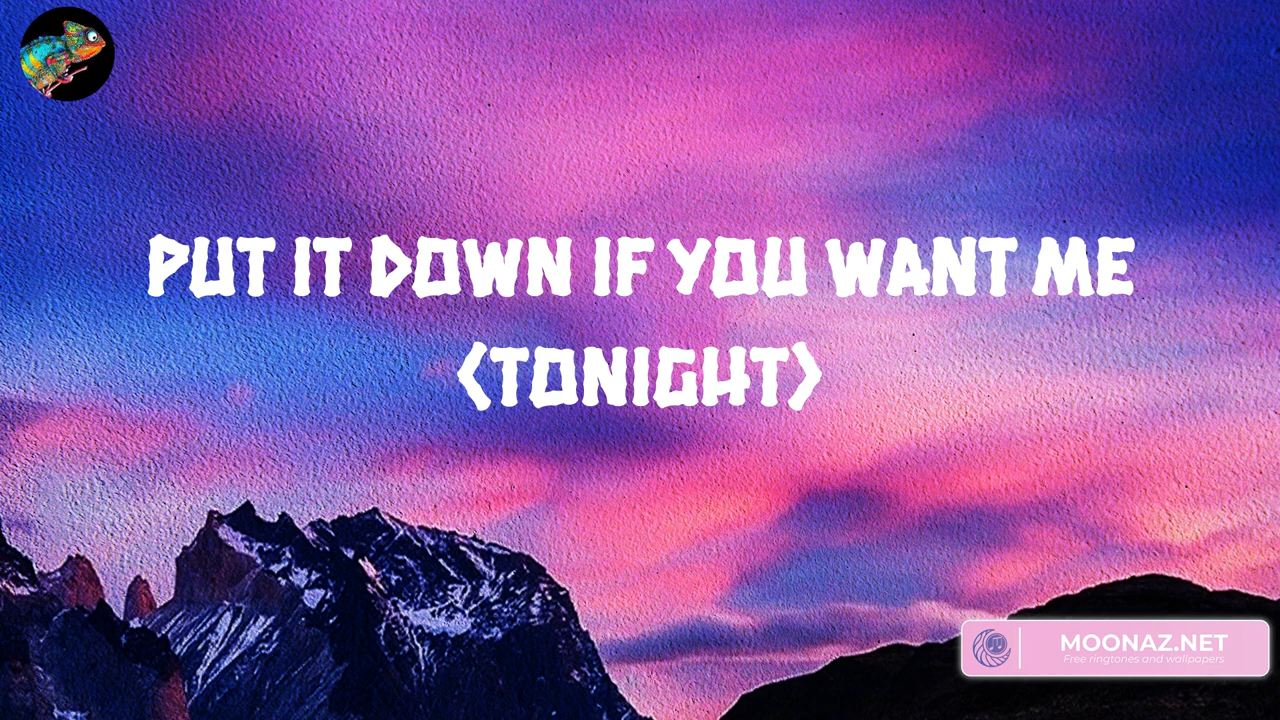 PUT IT DOWN IF YOU WANT ME
(TONIGHT)
MOONAZ.NET
Free ringtones and wallpapers